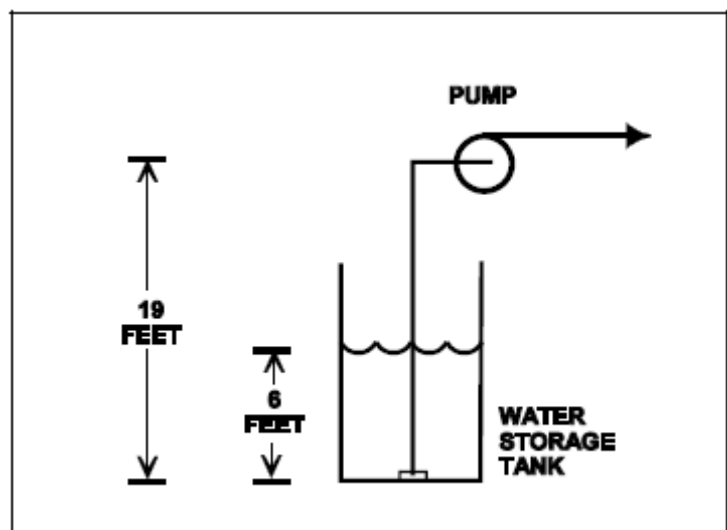 PUMP
19
FEET
6
FEET
WATER
STORAGE
TANK